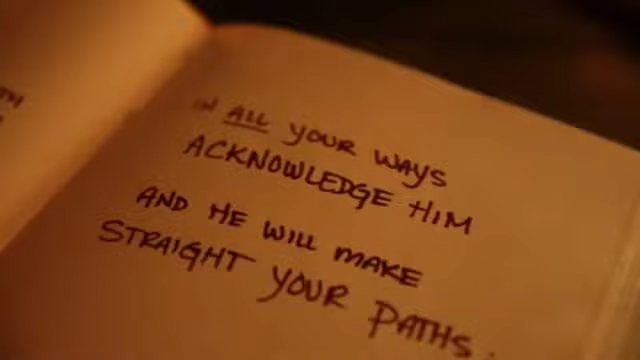 IN ALL YOUR WAYS
ACKNOWLEDGE HIM
AND HE WILL MAKE
STRAIGHT YOUR PATHS.